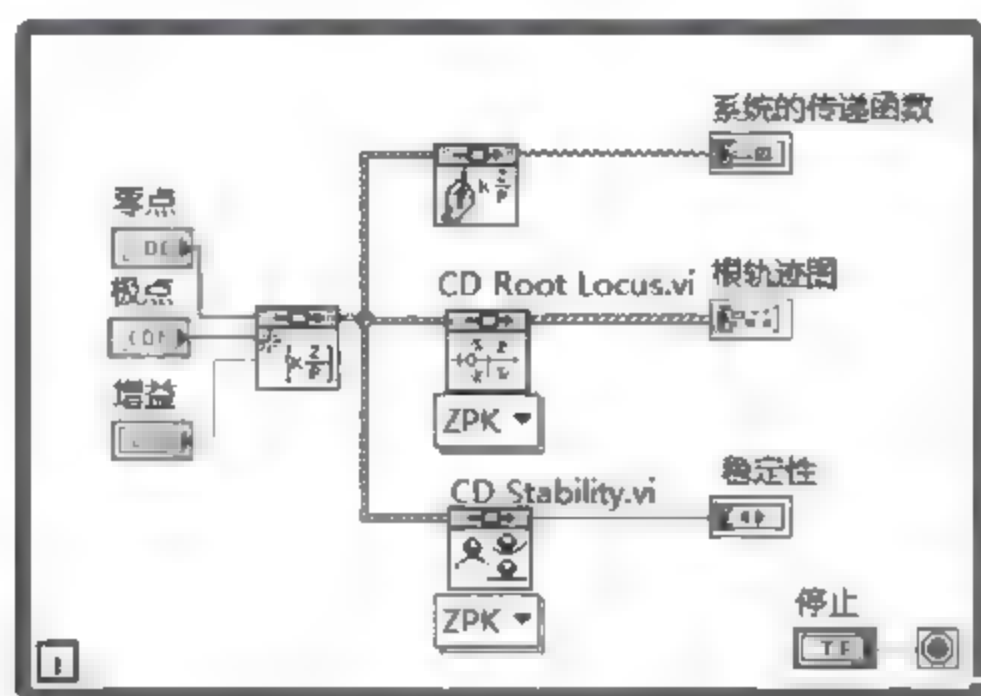 系统的传递函数
零点
CD Root Locus.vi
根轨迹图
极点
增益
ZPK
CD Stability.vi
稳定性
ZPK
停止
TF